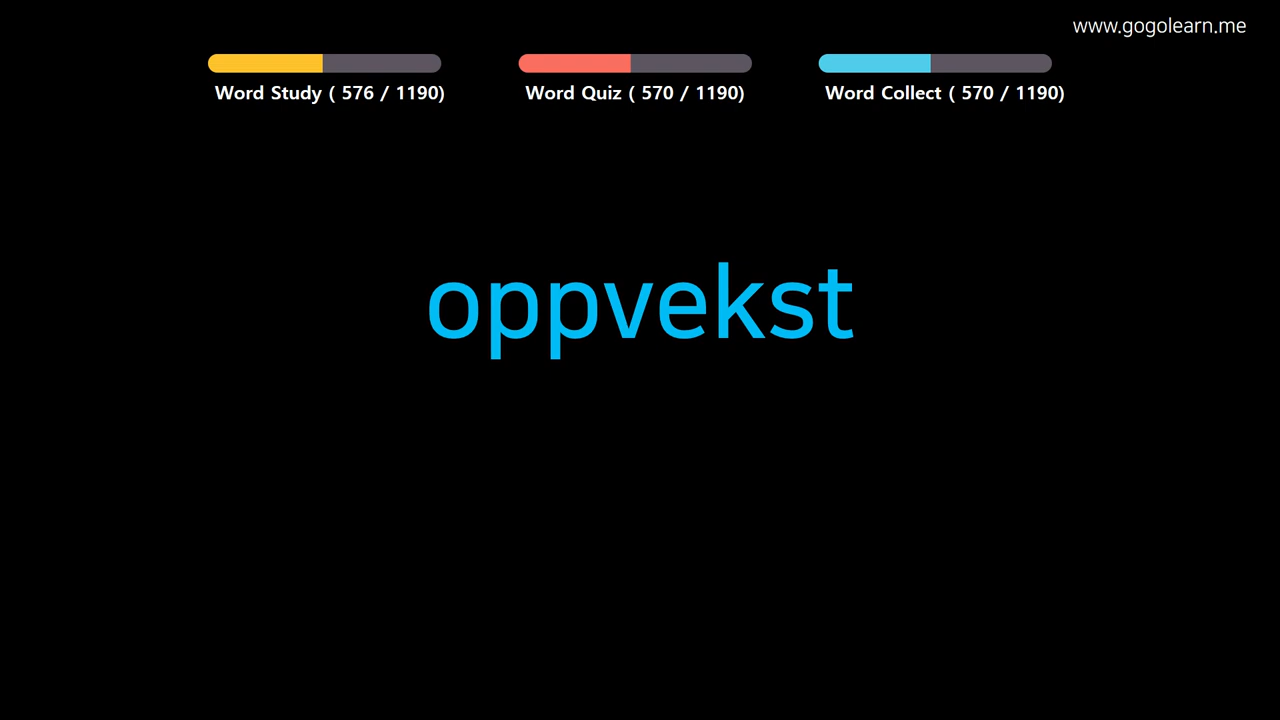 www.gogolearn.me
Word Study ( 576 / 1190)
Word Quiz ( 570 / 1190)
Word Collect ( 570 / 1190)
oppvekst